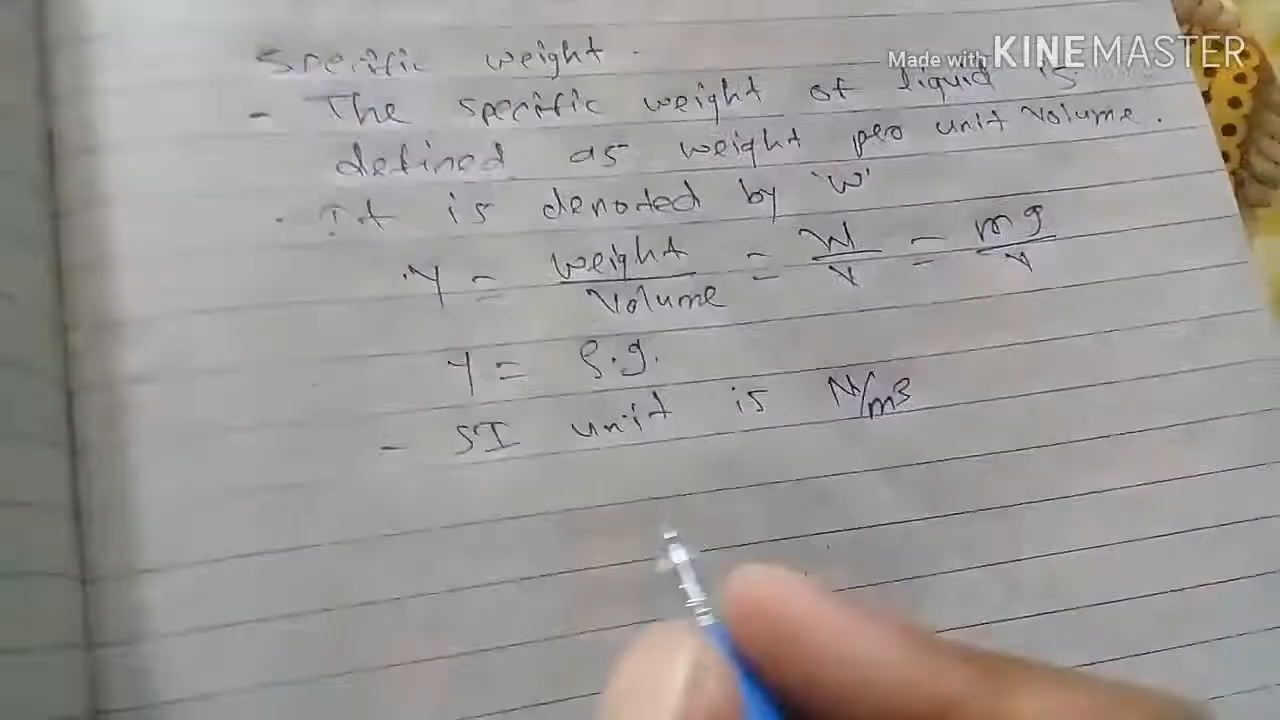 Made with KINEMASTER
Specific weight.
- The specific weight of liquid is
defined as weight per unit volume.
. It is denoted by 'W'
γ = weight / Volume = W / V = mg / V
γ = ρ.g.
- SI unit is N/m3